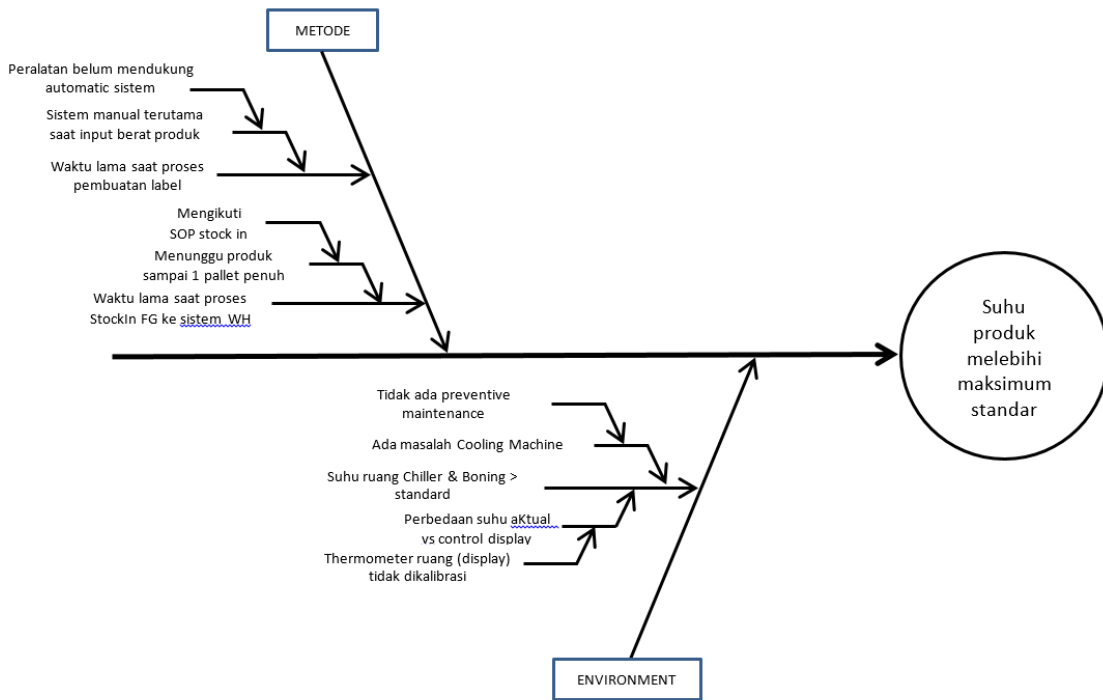 METODE
Peralatan belum mendukung
automatic sistem
Sistem manual terutama
saat input berat produk
Waktu lama saat proses
pembuatan label
Mengikuti
SOP stock in
Menunggu produk
sampai 1 pallet penuh
Waktu lama saat proses
StockIn FG ke sistem WH
Suhu
produk
melebihi
maksimum
standar
Tidak ada preventive
maintenance
Ada masalah Cooling Machine
Suhu ruang Chiller & Boning >
standard
Perbedaan suhu aKtual
vs control display
Thermometer ruang (display)
tidak dikalibrasi
ENVIRONMENT